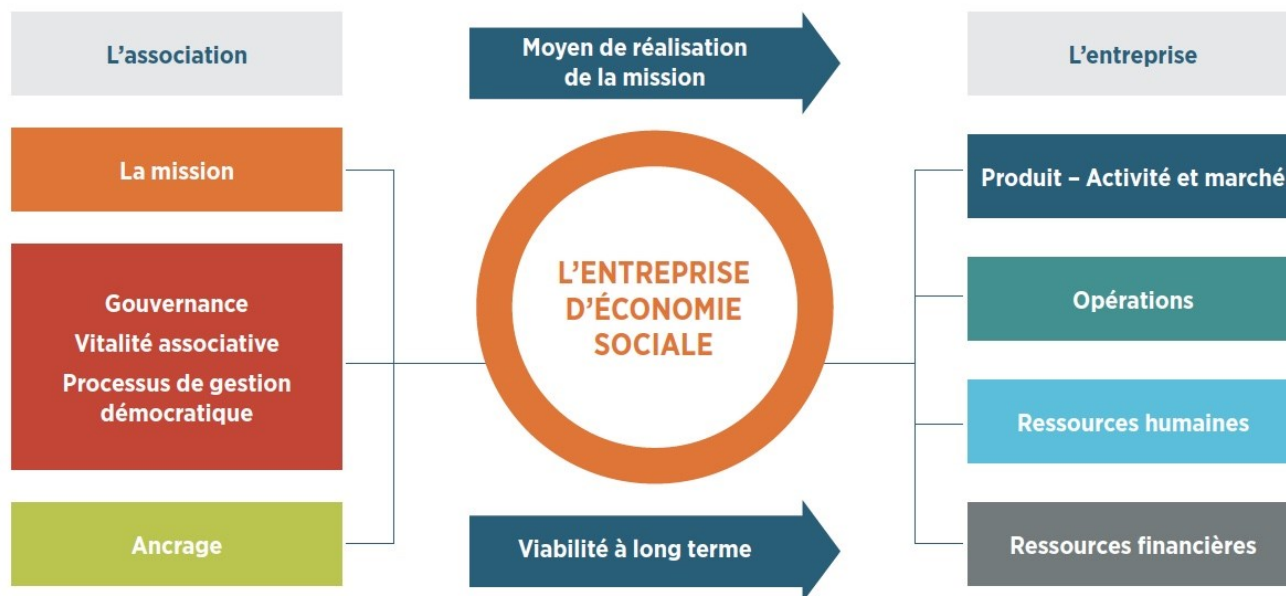 L’association
Moyen de réalisation
de la mission
L’entreprise
La mission
Produit – Activité et marché
Gouvernance
Vitalité associative
Processus de gestion
démocratique
L’ENTREPRISE
D’ÉCONOMIE
SOCIALE
Opérations
Ressources humaines
Ancrage
Viabilité à long terme
Ressources financières